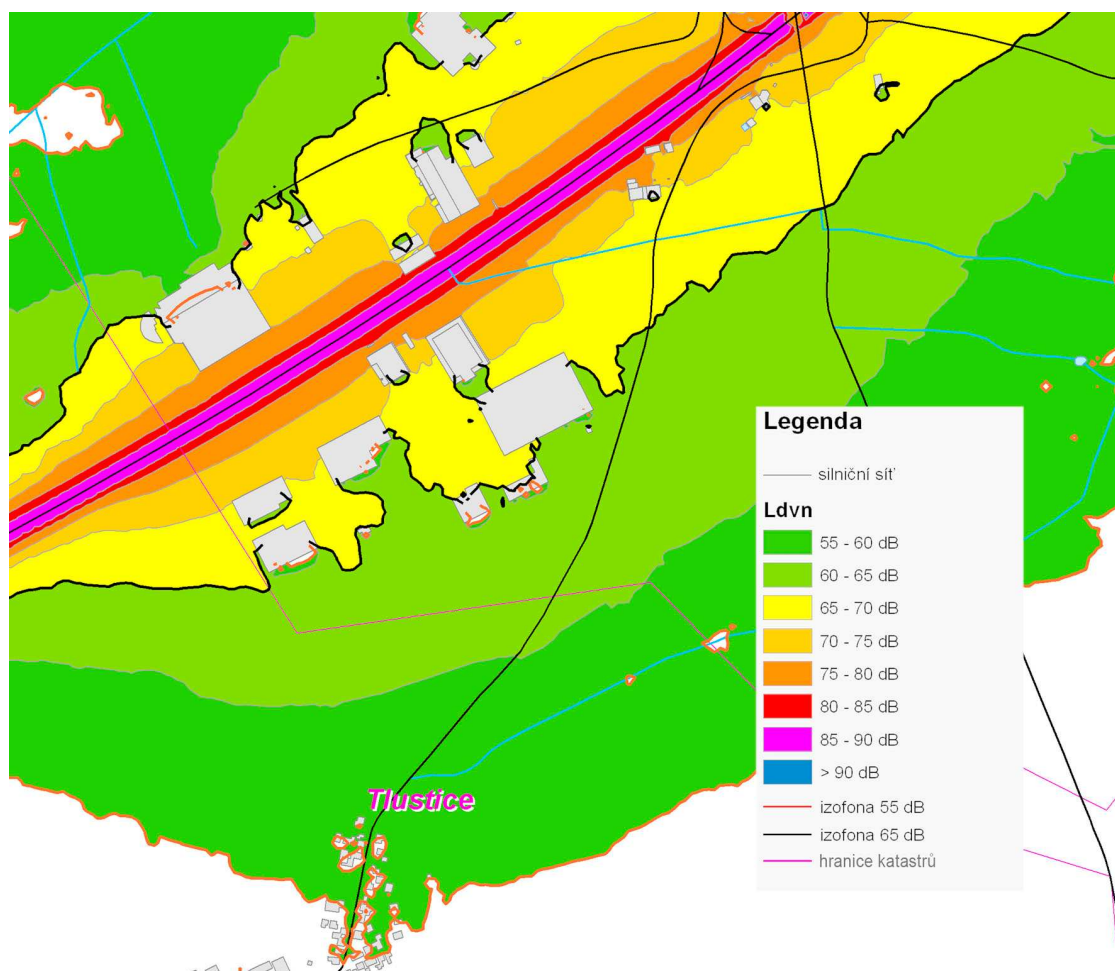 Legenda
silniční síť
Ldvn
55 - 60 dB
60 - 65 dB
65 - 70 dB
70 - 75 dB
75 - 80 dB
80 - 85 dB
85 - 90 dB
> 90 dB
izofona 55 dB
izofona 65 dB
hranice katastrů
Tlustice